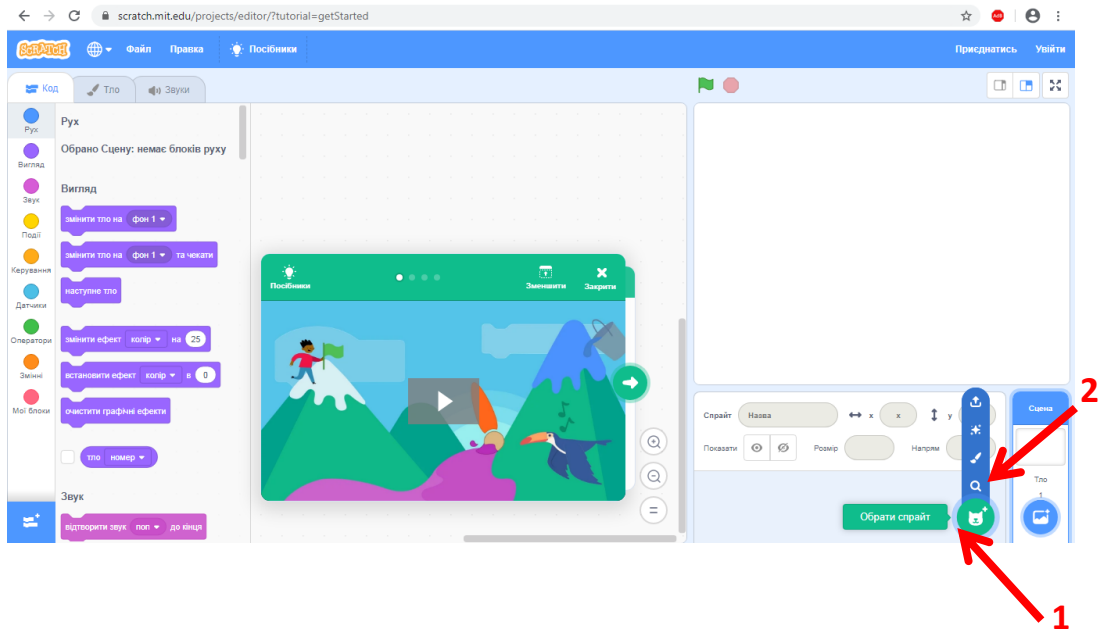 scratch.mit.edu/projects/editor/?tutorial=getStarted
SCRATCH Файл Правка Посібники Приєднатись Увійти
Код Тло Звуки
Рух
Вигляд
Звук
Події
Керування
Датчики
Оператори
Змінні
Мої блоки
Рух
Обрано Сцену: немає блоків руху
Вигляд
змінити тло на фон 1
змінити тло на фон 1 та чекати
наступне тло
змінити ефект колір на 25
встановити ефект колір в 0
очистити графічні ефекти
тло номер
Звук
відтворити звук поп до кінця
Посібники Зменшити Закрити
Спрайт Назва x x y
Показати Розмір Напрям
Обрати спрайт
Сцена
Тло
1
2
1